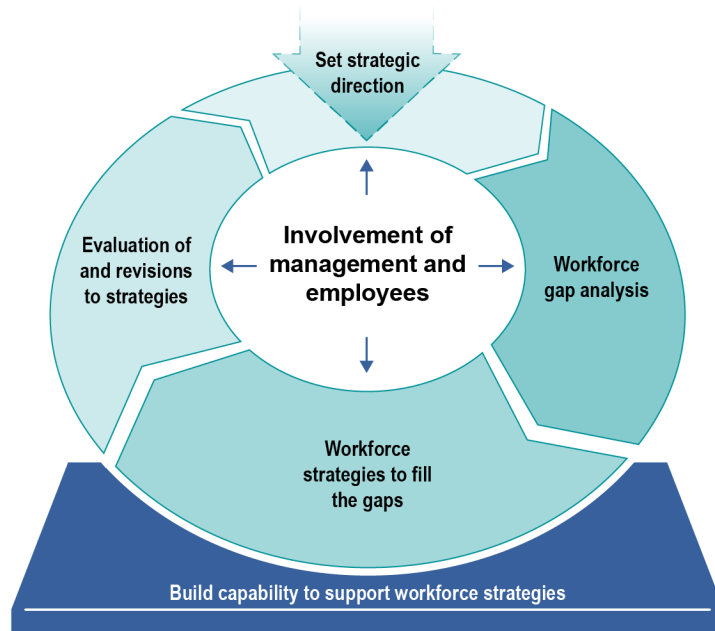 Set strategic
direction
Evaluation of
and revisions
to strategies
Involvement of
management and
employees
Workforce
gap analysis
Workforce
strategies to fill
the gaps
Build capability to support workforce strategies